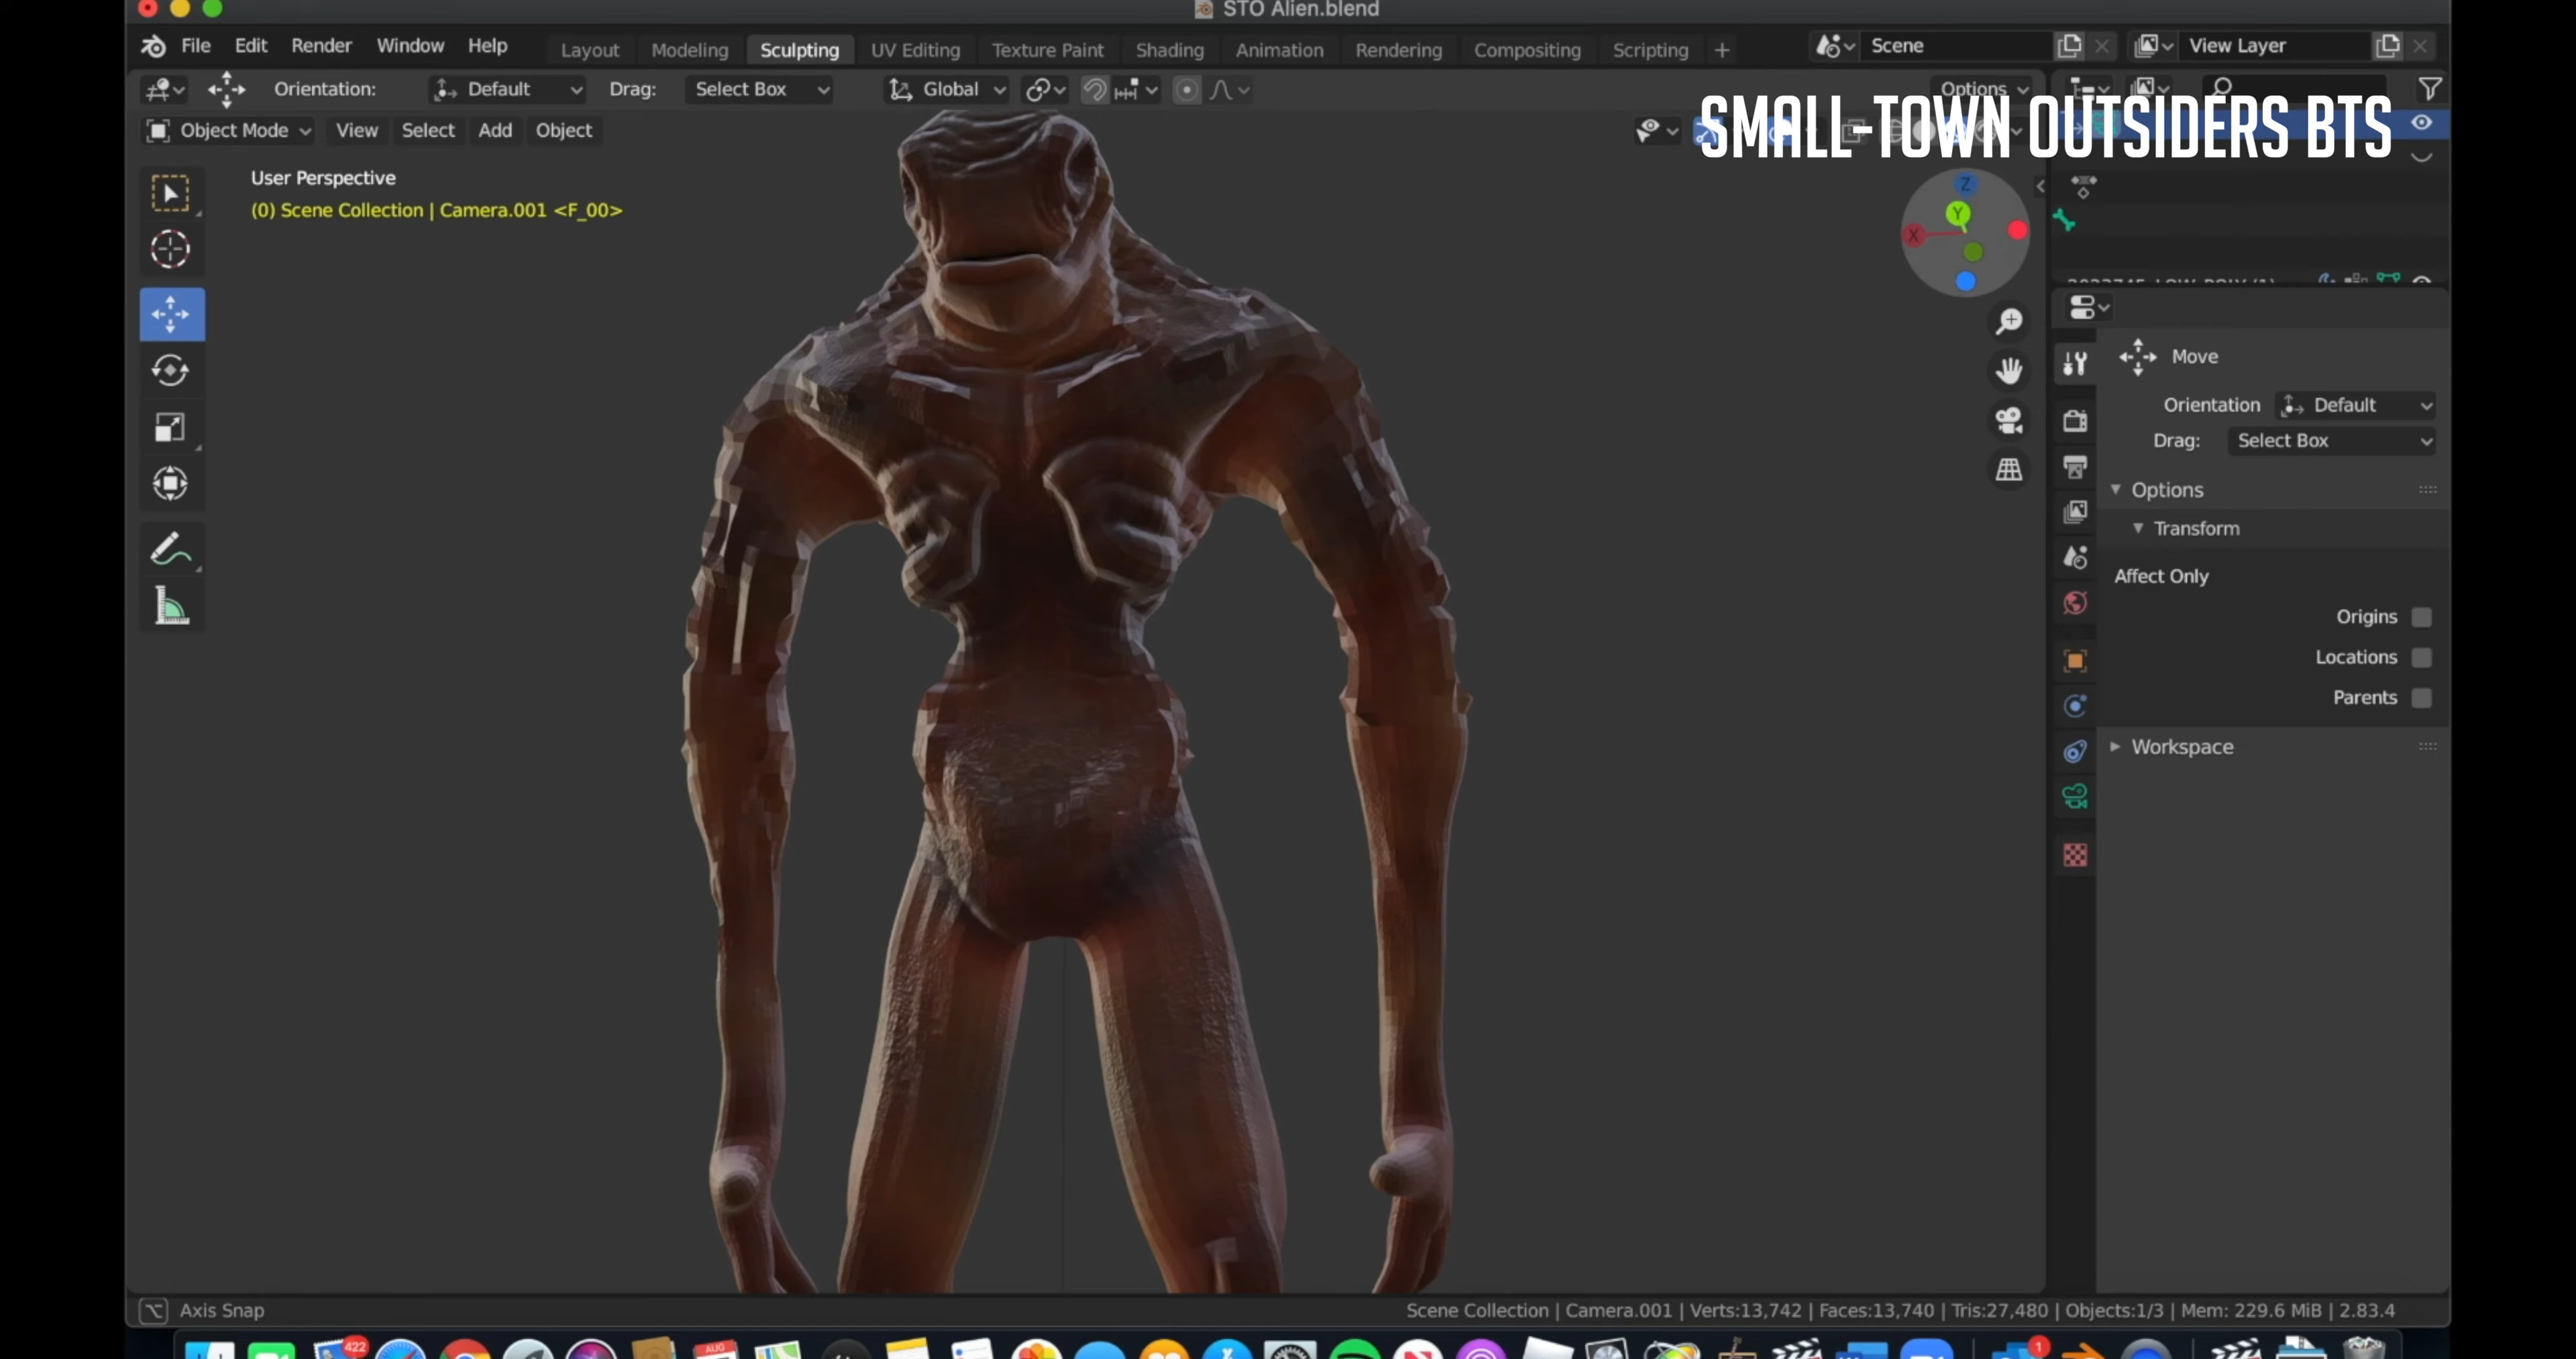 STO Alien.blend
File Edit Render Window Help Layout Modeling Sculpting UV Editing Texture Paint Shading Animation Rendering Compositing Scripting + Scene View Layer
Orientation: Default Drag: Select Box Global Options
SMALL-TOWN OUTSIDERS BTS
Object Mode View Select Add Object
User Perspective
(0) Scene Collection | Camera.001 <F_00>
Z
Y
X
Move
Orientation Default
Drag: Select Box
Options
Transform
Affect Only
Origins
Locations
Parents
Workspace
Axis Snap
Scene Collection | Camera.001 | Verts:13,742 | Faces:13,740 | Tris:27,480 | Objects:1/3 | Mem: 229.6 MiB | 2.83.4
422
AUG
1